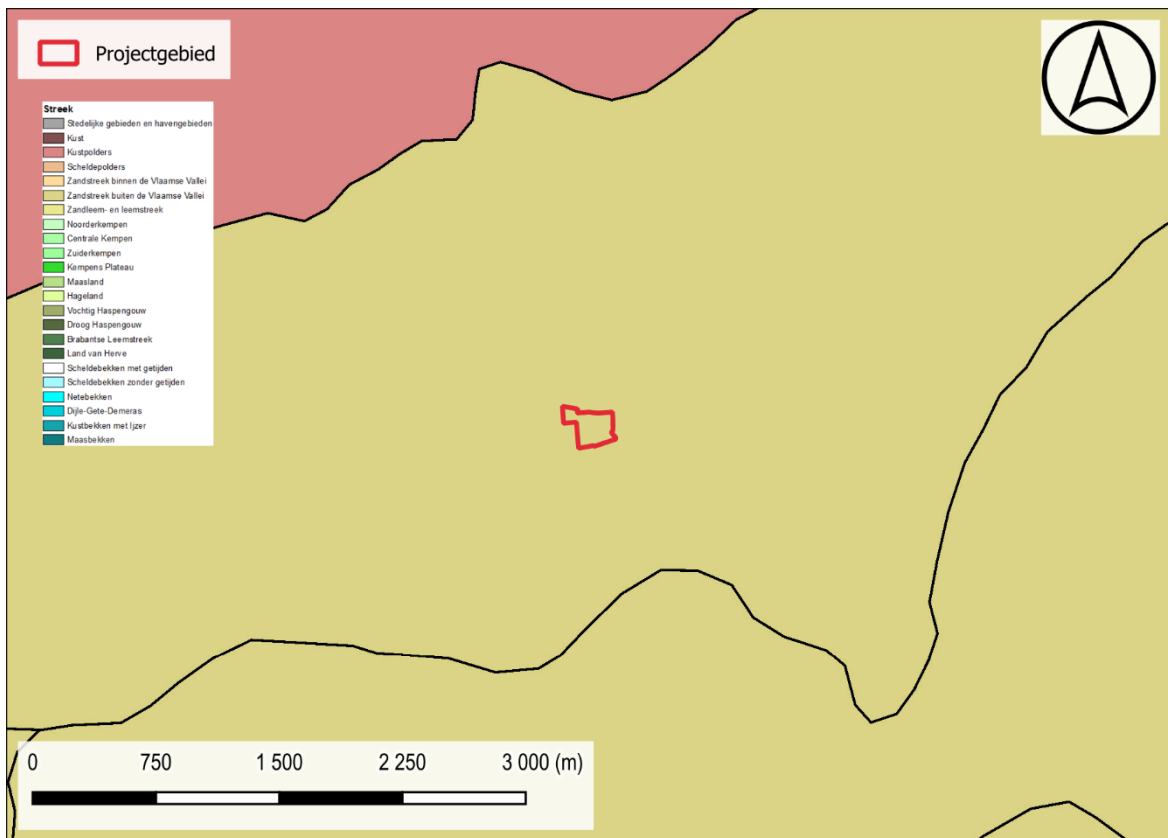 Projectgebied
Streek
Stedelijke gebieden en havengebieden
Kust
Kustpolders
Scheldepolders
Zandstreek binnen de Vlaamse Vallei
Zandstreek buiten de Vlaamse Vallei
Zandleem- en leemstreek
Noorderkempen
Centrale Kempen
Zuiderkempen
Kempens Plateau
Maasland
Hageland
Vochtig Haspengouw
Droog Haspengouw
Brabantse Leemstreek
Land van Herve
Scheldebekken met getijden
Scheldebekken zonder getijden
Netebekken
Dijle-Gete-Demeras
Kustbekken met Ijzer
Maasbekken
0 750 1 500 2 250 3 000 (m)